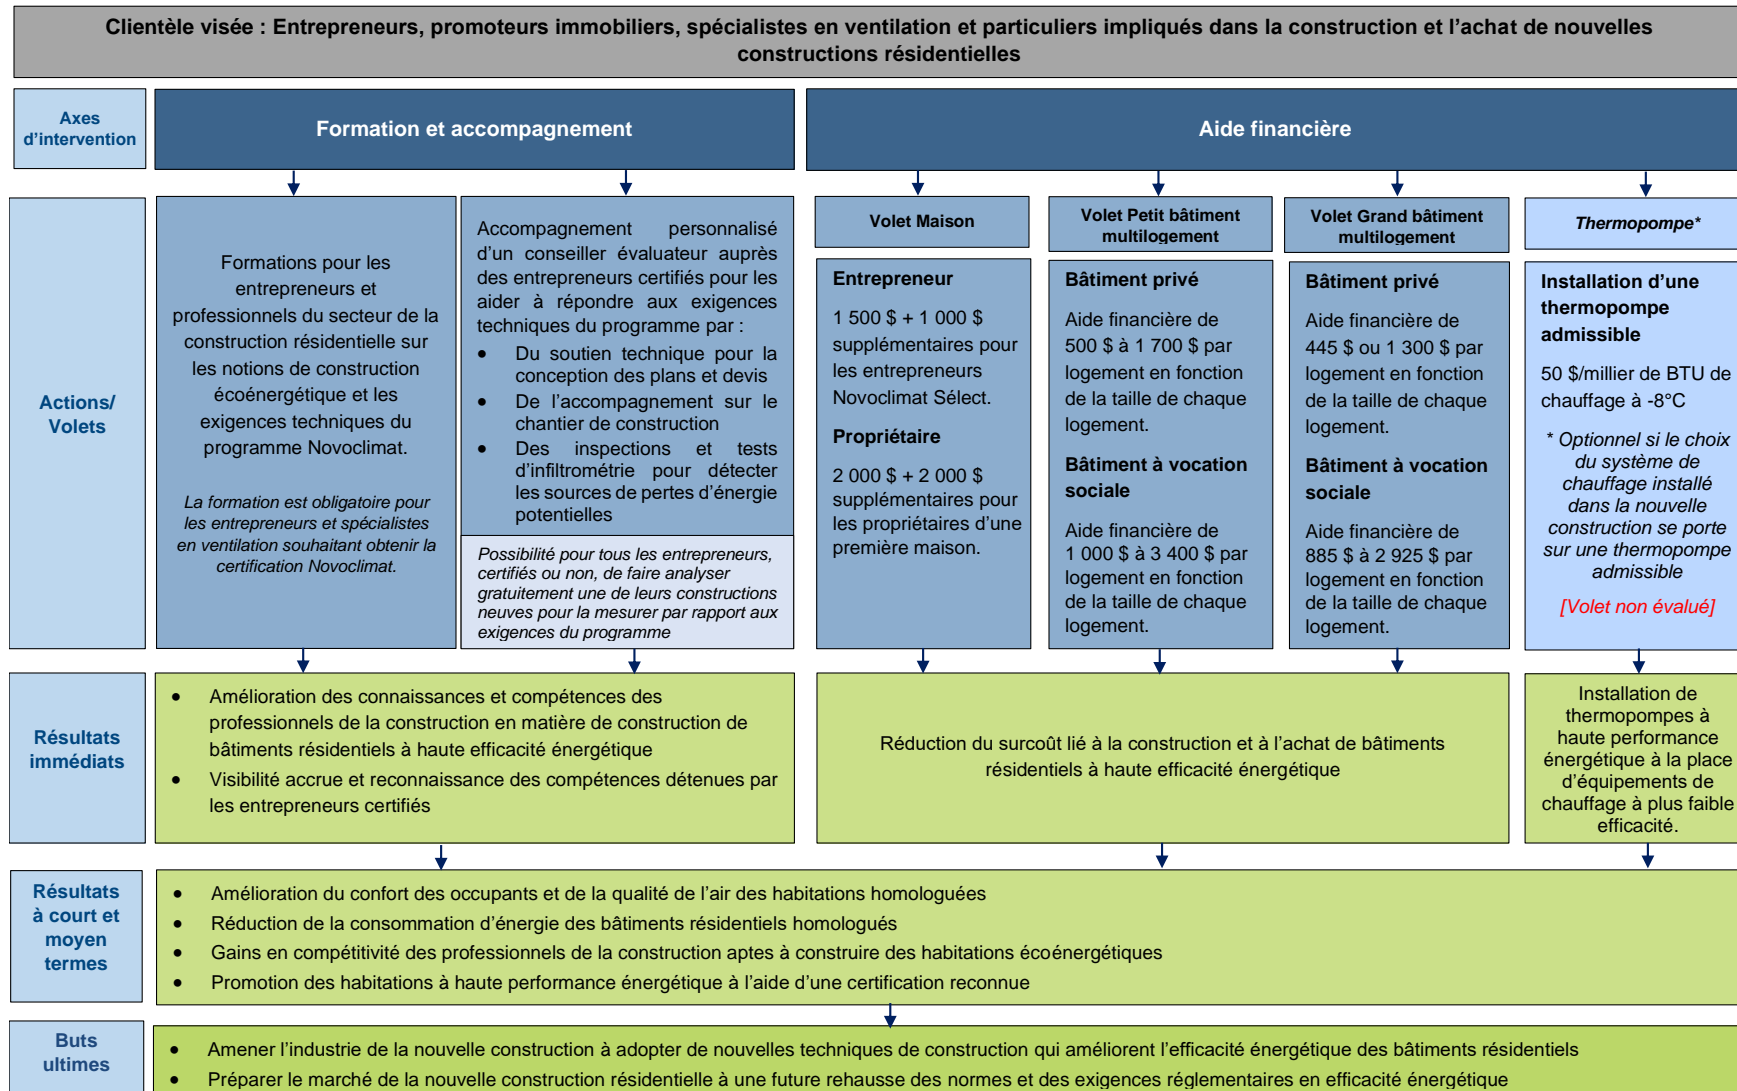 Clientèle visée : Entrepreneurs, promoteurs immobiliers, spécialistes en ventilation et particuliers impliqués dans la construction et l’achat de nouvelles
constructions résidentielles
Axes
d’intervention
Formation et accompagnement
Aide financière
Actions/
Volets
Formations pour les
entrepreneurs et
professionnels du secteur de la
construction résidentielle sur
les notions de construction
écoénergétique et les
exigences techniques du
programme Novoclimat.
La formation est obligatoire pour
les entrepreneurs et spécialistes
en ventilation souhaitant obtenir la
certification Novoclimat.
Accompagnement personnalisé
d’un conseiller évaluateur auprès
des entrepreneurs certifiés pour les
aider à répondre aux exigences
techniques du programme par :
• Du soutien technique pour la
conception des plans et devis
• De l’accompagnement sur le
chantier de construction
• Des inspections et tests
d’infiltrométrie pour détecter
les sources de pertes d’énergie
potentielles
Possibilité pour tous les entrepreneurs,
certifiés ou non, de faire analyser
gratuitement une de leurs constructions
neuves pour la mesurer par rapport aux
exigences du programme
Volet Maison
Entrepreneur
1 500 $ + 1 000 $
supplémentaires pour
les entrepreneurs
Novoclimat Sélect.
Propriétaire
2 000 $ + 2 000 $
supplémentaires pour
les propriétaires d’une
première maison.
Volet Petit bâtiment
multilogement
Bâtiment privé
Aide financière de
500 $ à 1 700 $ par
logement en fonction
de la taille de chaque
logement.
Bâtiment à vocation
sociale
Aide financière de
1 000 $ à 3 400 $ par
logement en fonction
de la taille de chaque
logement.
Volet Grand bâtiment
multilogement
Bâtiment privé
Aide financière de
445 $ ou 1 300 $ par
logement en fonction
de la taille de chaque
logement.
Bâtiment à vocation
sociale
Aide financière de
885 $ à 2 925 $ par
logement en fonction
de la taille de chaque
logement.
Thermopompe*
Installation d’une
thermopompe
admissible
50 $/millier de BTU de
chauffage à -8°C
* Optionnel si le choix
du système de
chauffage installé
dans la nouvelle
construction se porte
sur une thermopompe
admissible
[Volet non évalué]
Résultats
immédiats
• Amélioration des connaissances et compétences des
professionnels de la construction en matière de construction de
bâtiments résidentiels à haute efficacité énergétique
• Visibilité accrue et reconnaissance des compétences détenues par
les entrepreneurs certifiés
Réduction du surcoût lié à la construction et à l’achat de bâtiments
résidentiels à haute efficacité énergétique
Installation de
thermopompes à
haute performance
énergétique à la place
d’équipements de
chauffage à plus faible
efficacité.
Résultats
à court et
moyen
termes
• Amélioration du confort des occupants et de la qualité de l’air des habitations homologuées
• Réduction de la consommation d’énergie des bâtiments résidentiels homologués
• Gains en compétitivité des professionnels de la construction aptes à construire des habitations écoénergétiques
• Promotion des habitations à haute performance énergétique à l’aide d’une certification reconnue
Buts
ultimes
• Amener l’industrie de la nouvelle construction à adopter de nouvelles techniques de construction qui améliorent l’efficacité énergétique des bâtiments résidentiels
• Préparer le marché de la nouvelle construction résidentielle à une future rehausse des normes et des exigences réglementaires en efficacité énergétique